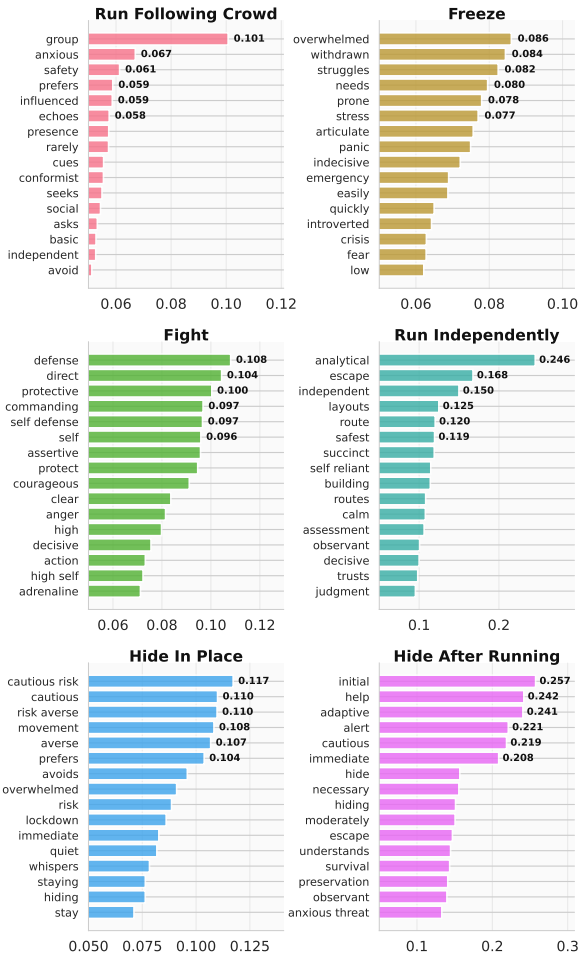 Run Following Crowd
group 0.101
anxious 0.067
safety 0.061
prefers 0.059
influenced 0.059
echoes 0.058
presence
rarely
cues
conformist
seeks
social
asks
basic
independent
avoid
0.06 0.08 0.10 0.12
Freeze
overwhelmed 0.086
withdrawn 0.084
struggles 0.082
needs 0.080
prone 0.078
stress 0.077
articulate
panic
indecisive
emergency
easily
quickly
introverted
crisis
fear
low
0.06 0.08 0.10
Fight
defense 0.108
direct 0.104
protective 0.100
commanding 0.097
self defense 0.097
self 0.096
assertive
protect
courageous
clear
anger
high
decisive
action
high self
adrenaline
0.06 0.08 0.10 0.12
Run Independently
analytical 0.246
escape 0.168
independent 0.150
layouts 0.125
route 0.120
safest 0.119
succinct
self reliant
building
routes
calm
assessment
observant
decisive
trusts
judgment
0.1 0.2
Hide In Place
cautious risk 0.117
cautious 0.110
risk averse 0.110
movement 0.108
averse 0.107
prefers 0.104
avoids
overwhelmed
risk
lockdown
immediate
quiet
whispers
staying
hiding
stay
0.050 0.075 0.100 0.125
Hide After Running
initial 0.257
help 0.242
adaptive 0.241
alert 0.221
cautious 0.219
immediate 0.208
hide
necessary
hiding
moderately
escape
understands
survival
preservation
observant
anxious threat
0.1 0.2 0.3